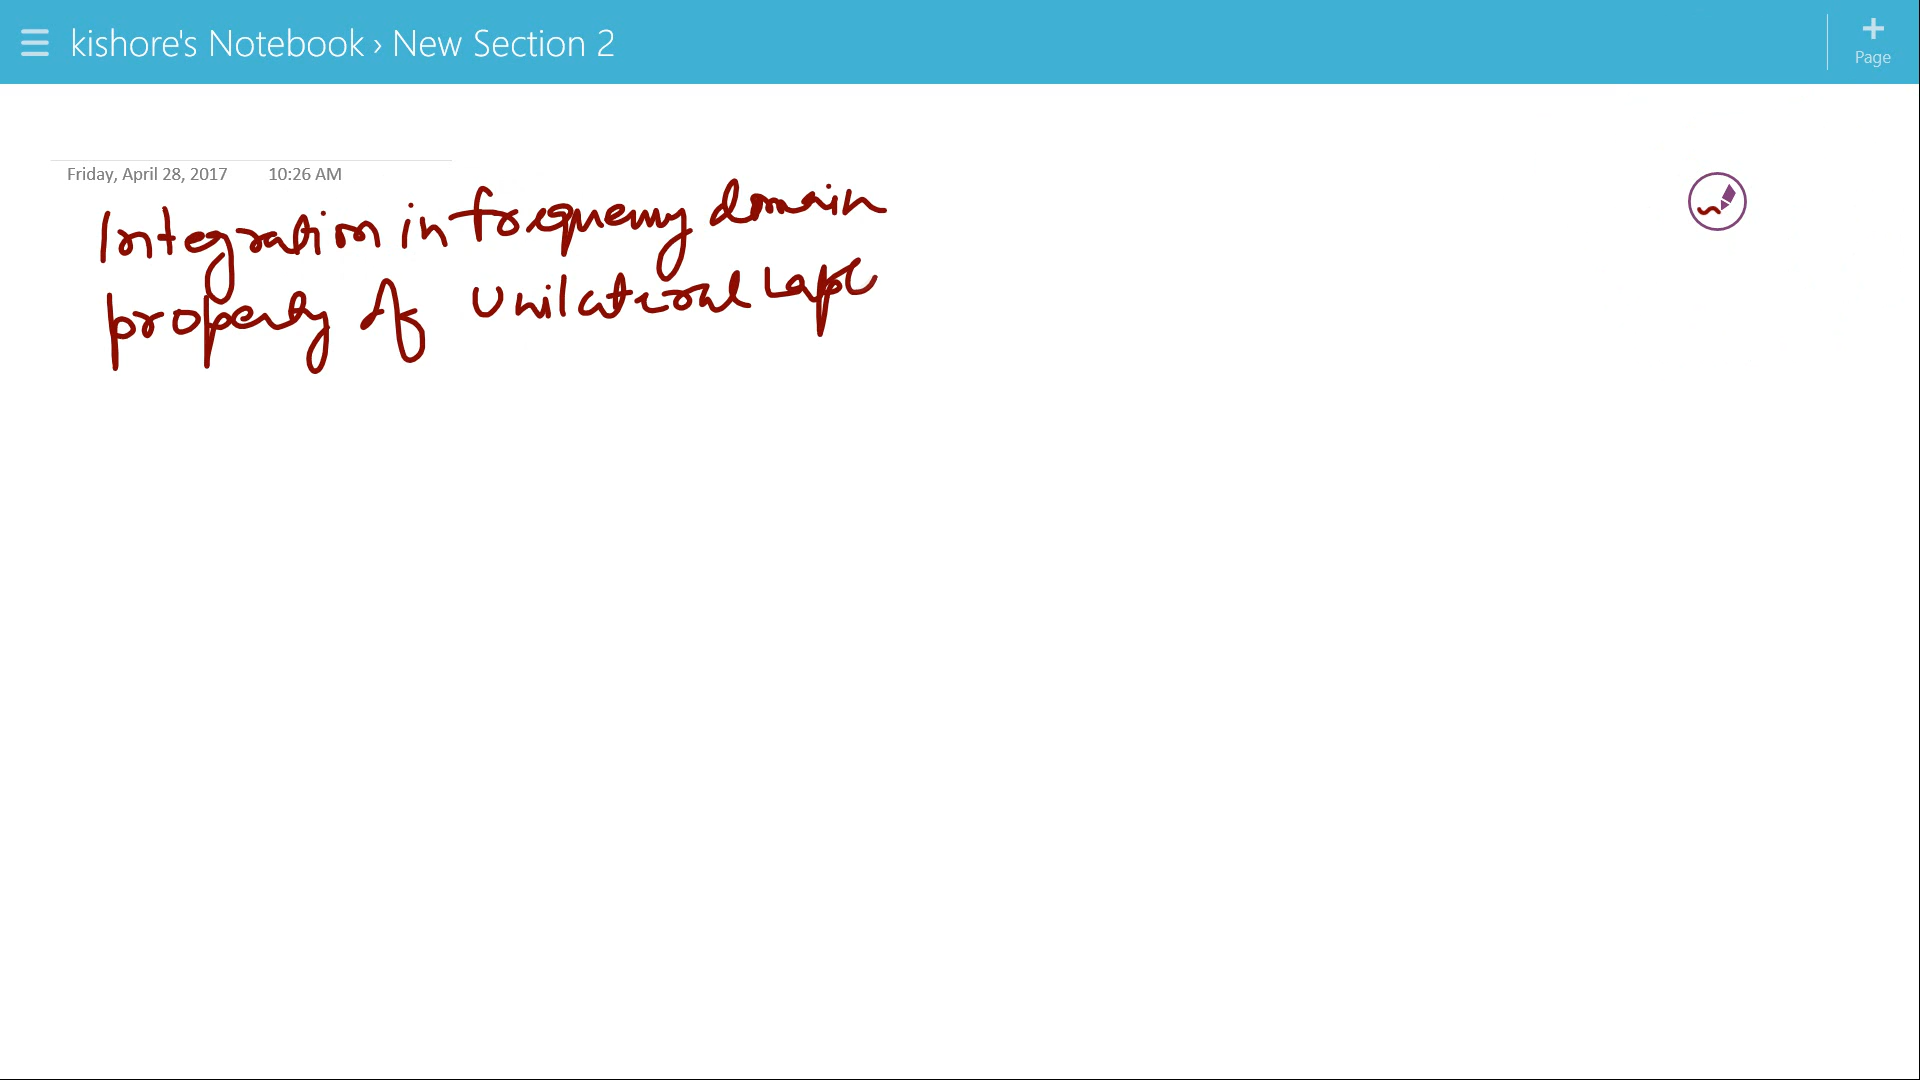 kishore's Notebook › New Section 2
Page
Friday, April 28, 2017 10:26 AM
Integration in frequency domain
property of Unilateral Lapl